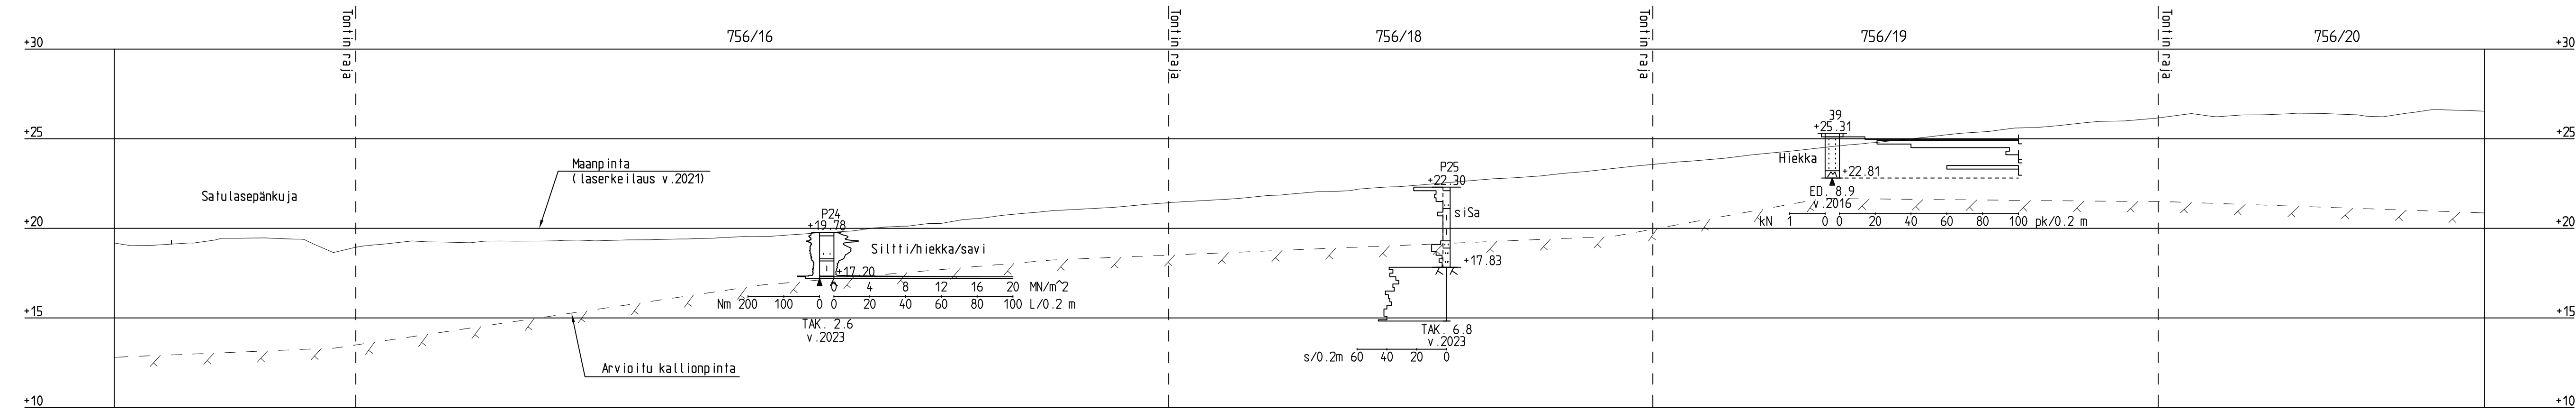 Tontin raja
Tontin raja
Tontin raja
Tontin raja
756/16
756/18
756/19
756/20
+30
+30
+25
+25
+20
+20
+15
+15
+10
+10
Satulasepänkuja
Maanpinta
(laserkeilaus v.2021)
Arvioitu kallionpinta
P24
+19.78
Siltti/hiekka/savi
+17.20
0 4 8 12 16 20 MN/m^2
Nm 200 100 0 0 20 40 60 80 100 L/0.2 m
TAK. 2.6
v.2023
P25
+22.30
siSa
+17.83
TAK. 6.8
v.2023
s/0.2m 60 40 20 0
39
+25.31
Hiekka
+22.81
ED. 8.9
v.2016
kN 1 0 0 20 40 60 80 100 pk/0.2 m